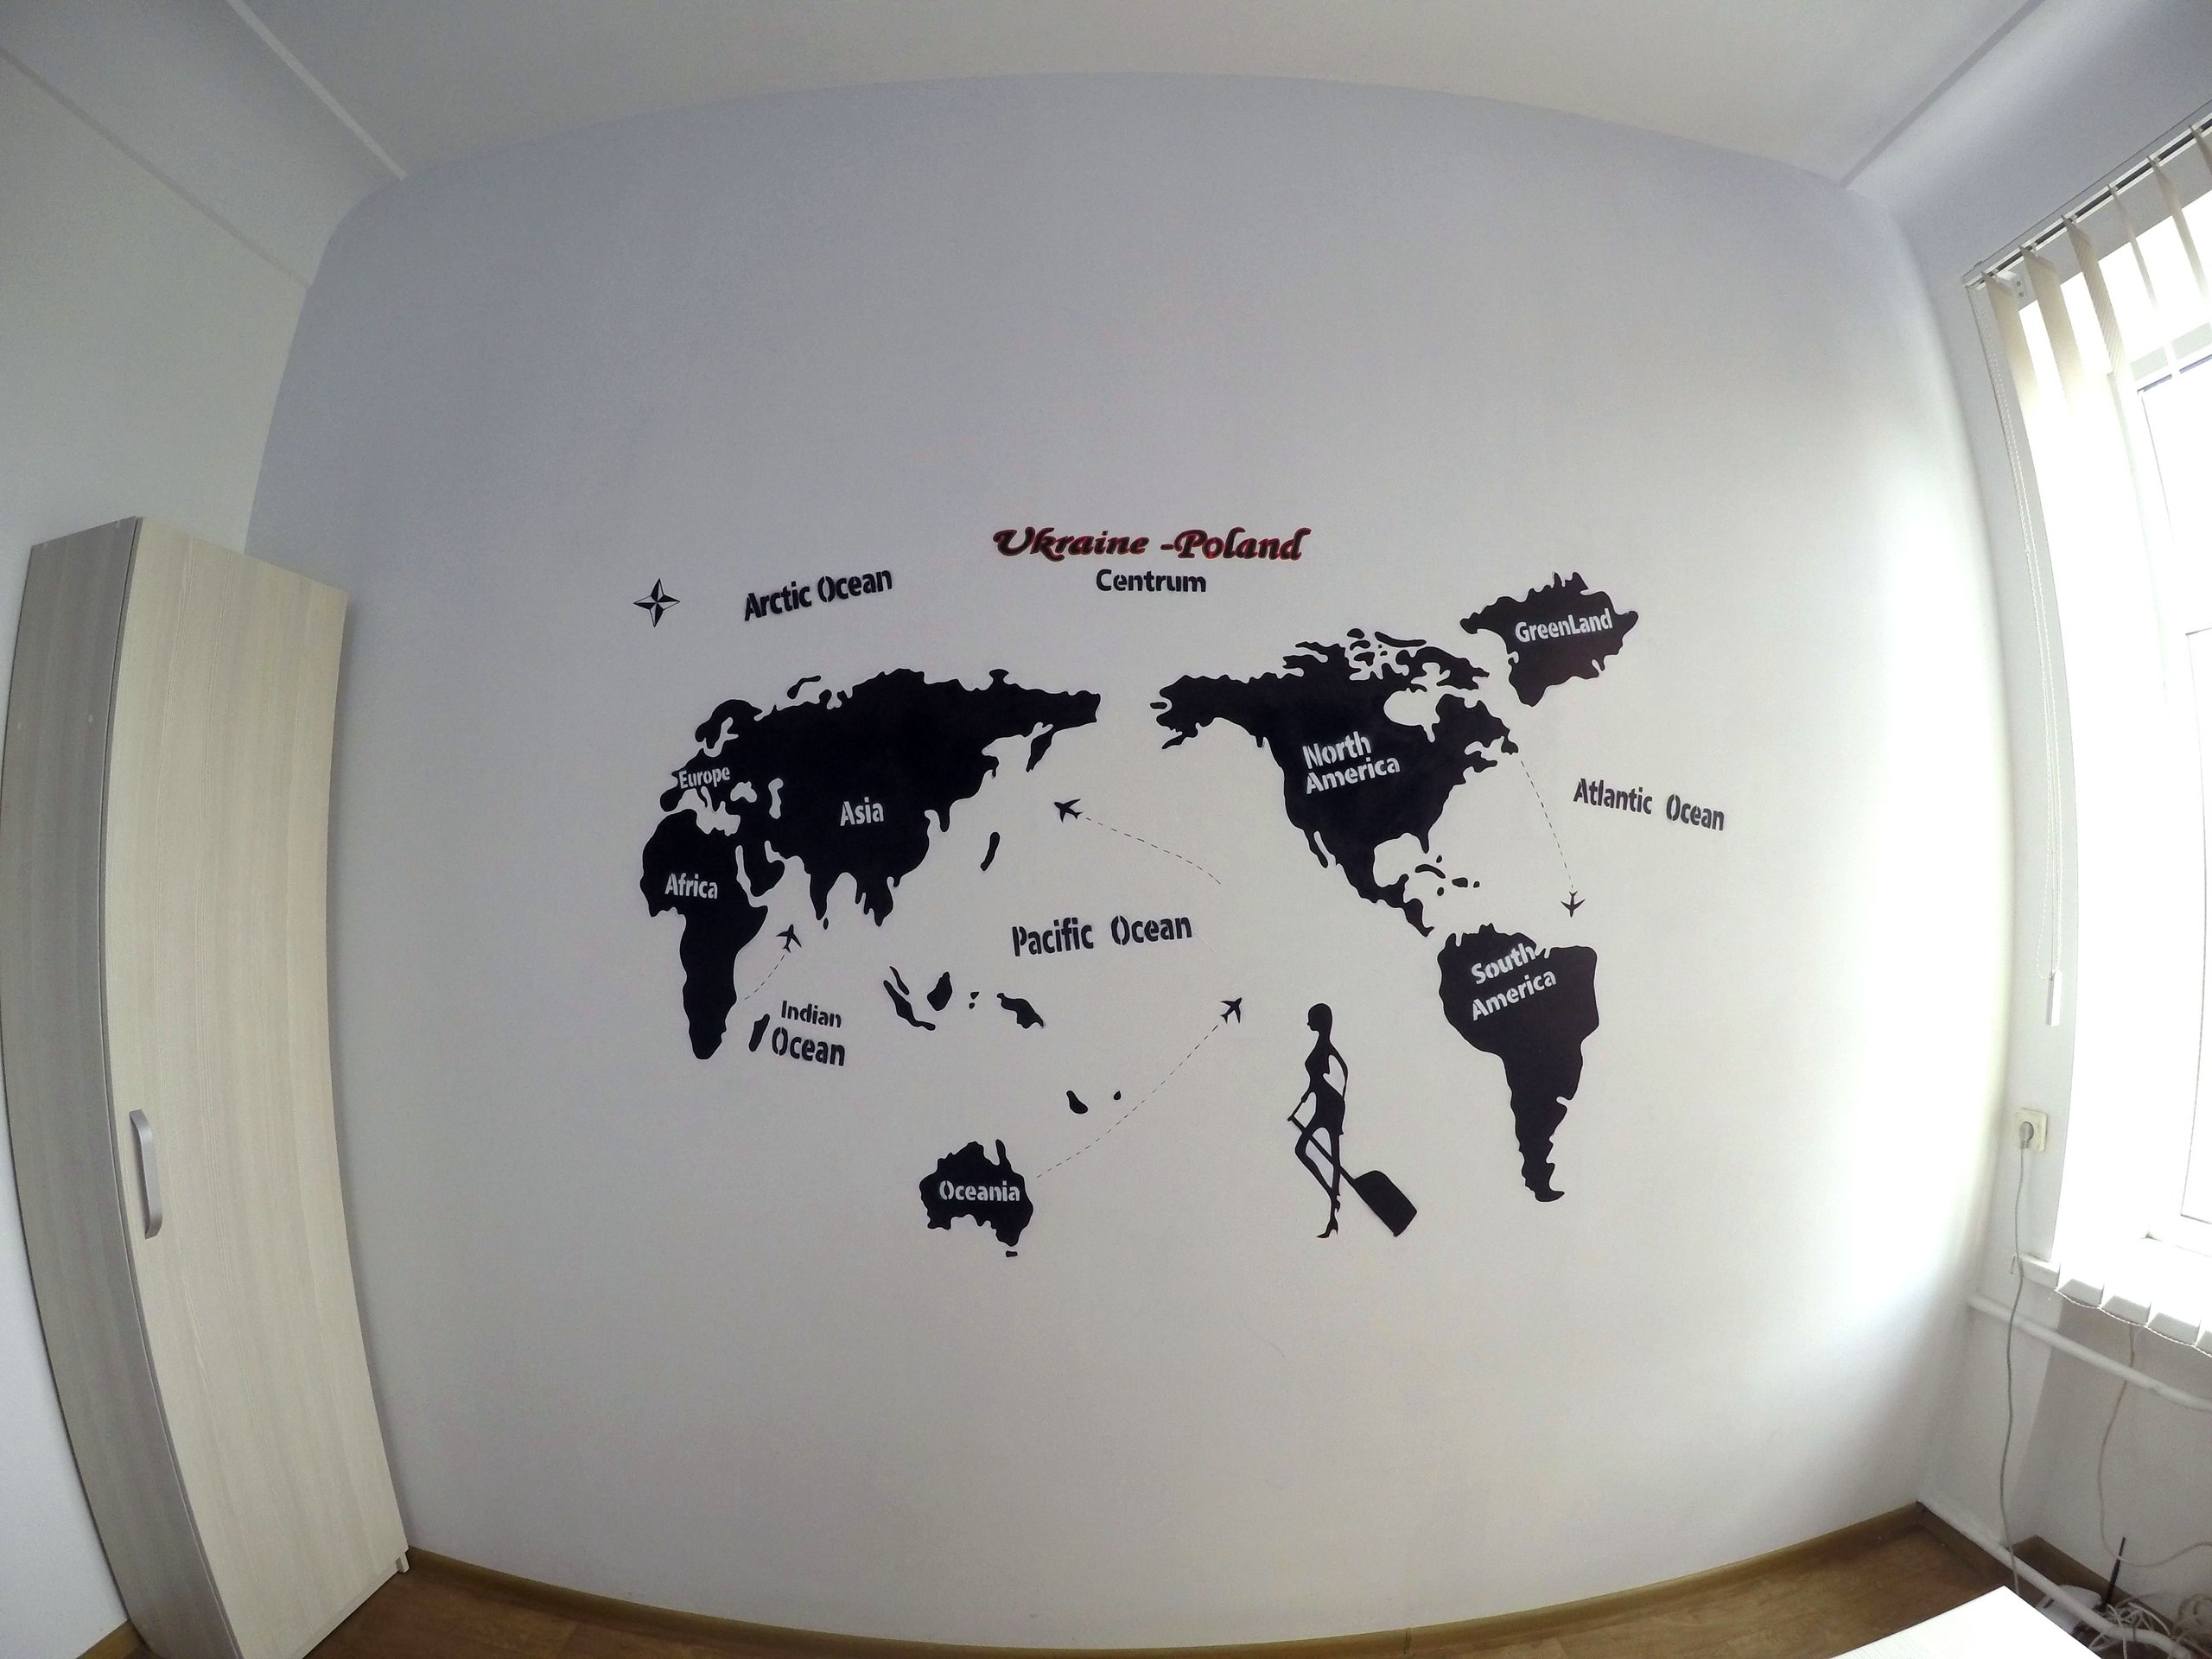 Ukraine -Poland
Centrum
Arctic Ocean
GreenLand
Europe
Asia
Africa
North
America
Atlantic Ocean
Pacific Ocean
South
America
Indian
Ocean
Oceania